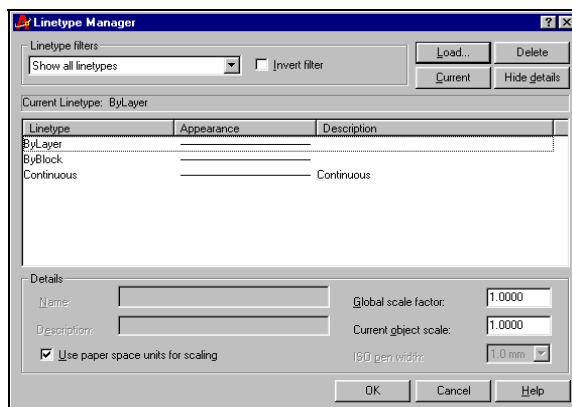 Linetype Manager
Linetype filters
Show all linetypes
Invert filter
Load...
Delete
Current
Hide details
Current Linetype: ByLayer
Linetype Appearance Description
ByLayer
ByBlock
Continuous Continuous
Details
Name:
Global scale factor: 1.0000
Description:
Current object scale: 1.0000
Use paper space units for scaling
ISO pen width: 1.0 mm
OK Cancel Help